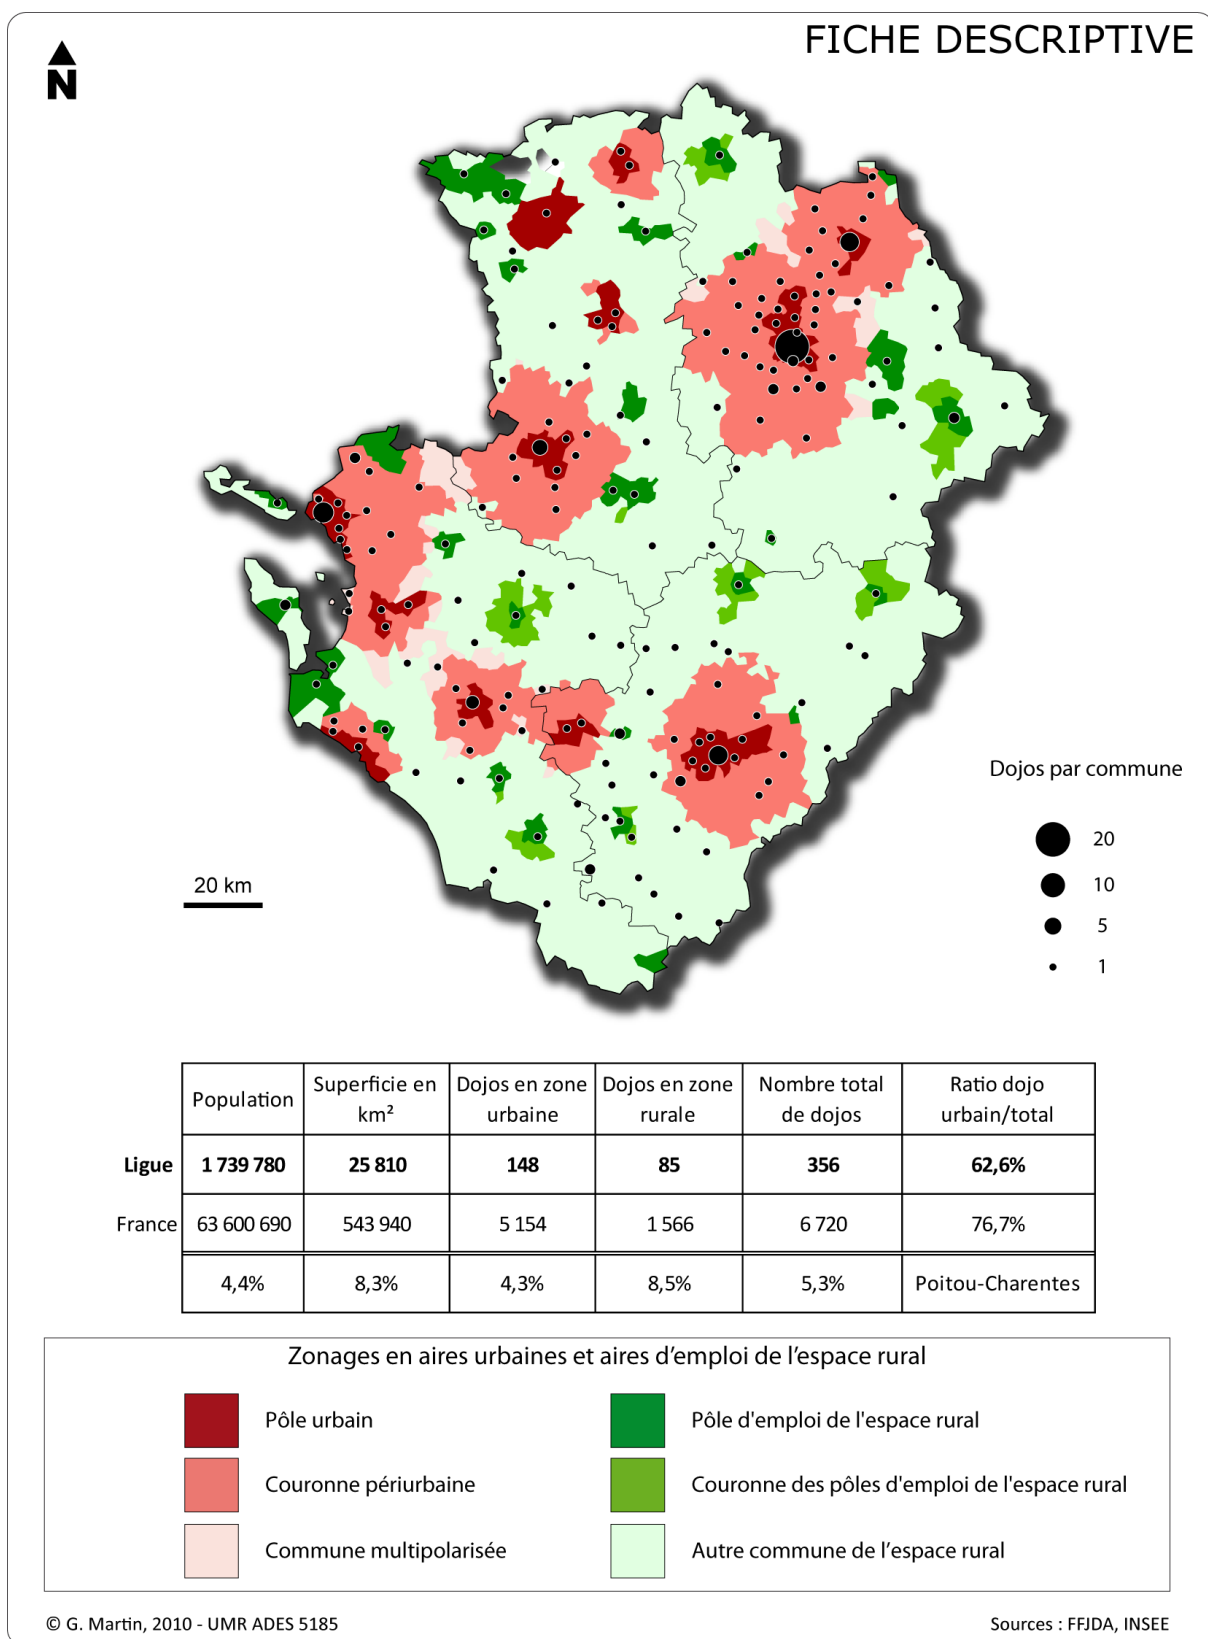 FICHE DESCRIPTIVE
N
Dojos par commune
20
10
5
1
20 km
Population
Superficie en
km²
Dojos en zone
urbaine
Dojos en zone
rurale
Nombre total
de dojos
Ratio dojo
urbain/total
Ligue 1 739 780 25 810 148 85 356 62,6%
France 63 600 690 543 940 5 154 1 566 6 720 76,7%
4,4% 8,3% 4,3% 8,5% 5,3% Poitou-Charentes
Zonages en aires urbaines et aires d’emploi de l’espace rural
Pôle urbain
Pôle d'emploi de l'espace rural
Couronne périurbaine
Couronne des pôles d'emploi de l'espace rural
Commune multipolarisée
Autre commune de l’espace rural
© G. Martin, 2010 - UMR ADES 5185
Sources : FFJDA, INSEE